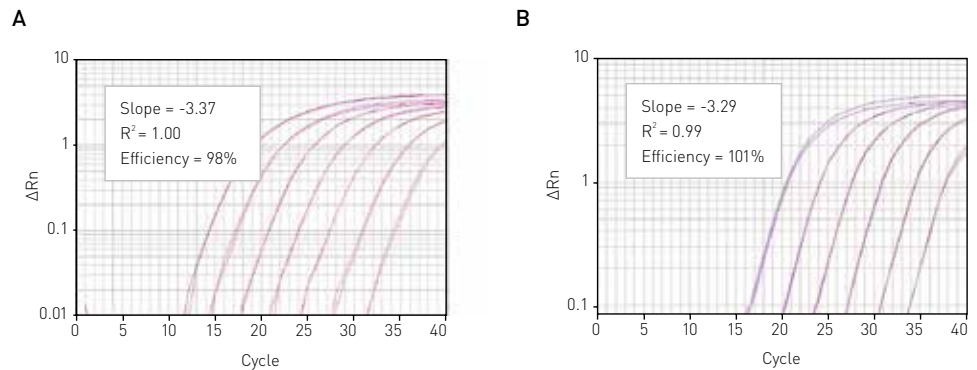 A
10
1
0.1
0.01
ΔRn
Slope = -3.37
R² = 1.00
Efficiency = 98%
0 5 10 15 20 25 30 35 40
Cycle
B
10
1
0.1
ΔRn
Slope = -3.29
R² = 0.99
Efficiency = 101%
0 5 10 15 20 25 30 35 40
Cycle